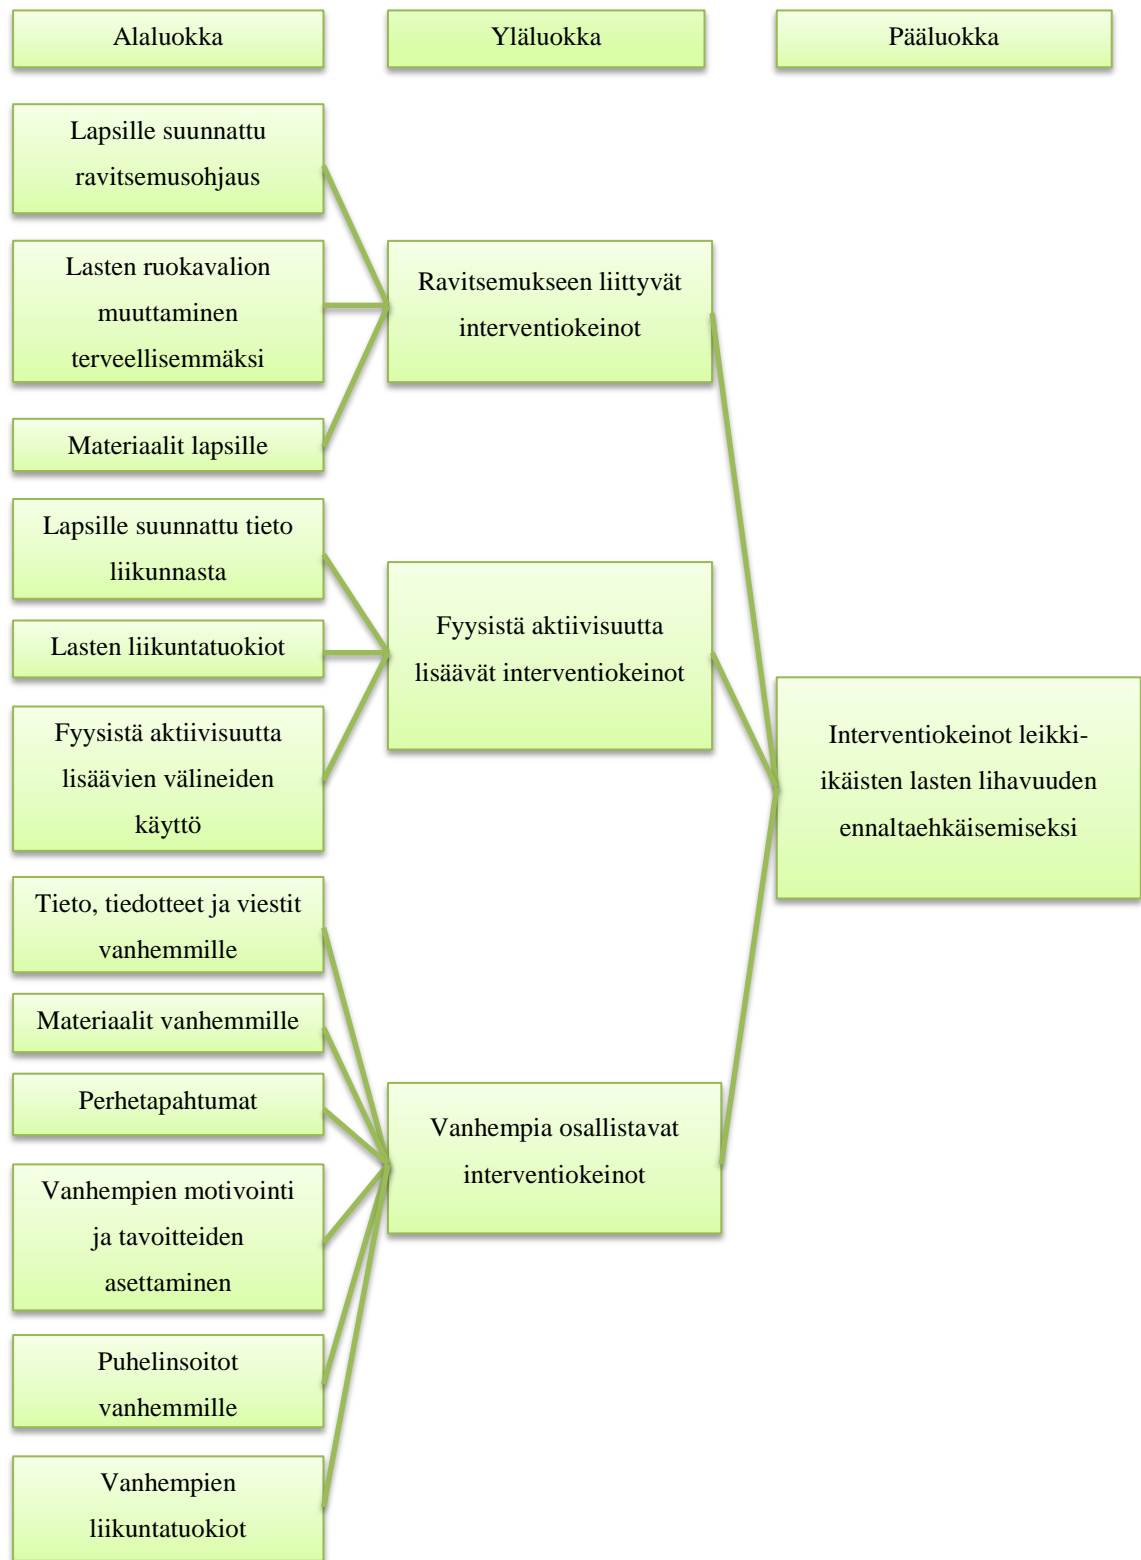 Alaluokka
Yläluokka
Pääluokka
Lapsille suunnattu
ravitsemusohjaus
Lasten ruokavalion
muuttaminen
terveellisemmäksi
Materiaalit lapsille
Ravitsemukseen liittyvät
interventiokeinot
Lapsille suunnattu tieto
liikunnasta
Lasten liikuntatuokiot
Fyysistä aktiivisuutta
lisäävien välineiden
käyttö
Fyysistä aktiivisuutta
lisäävät interventiokeinot
Tieto, tiedotteet ja viestit
vanhemmille
Materiaalit vanhemmille
Perhetapahtumat
Vanhempien motivointi
ja tavoitteiden
asettaminen
Puhelinsoitot
vanhemmille
Vanhempien
liikuntatuokiot
Vanhempia osallistavat
interventiokeinot
Interventiokeinot leikki-
ikäisten lasten lihavuuden
ennaltaehkäisemiseksi